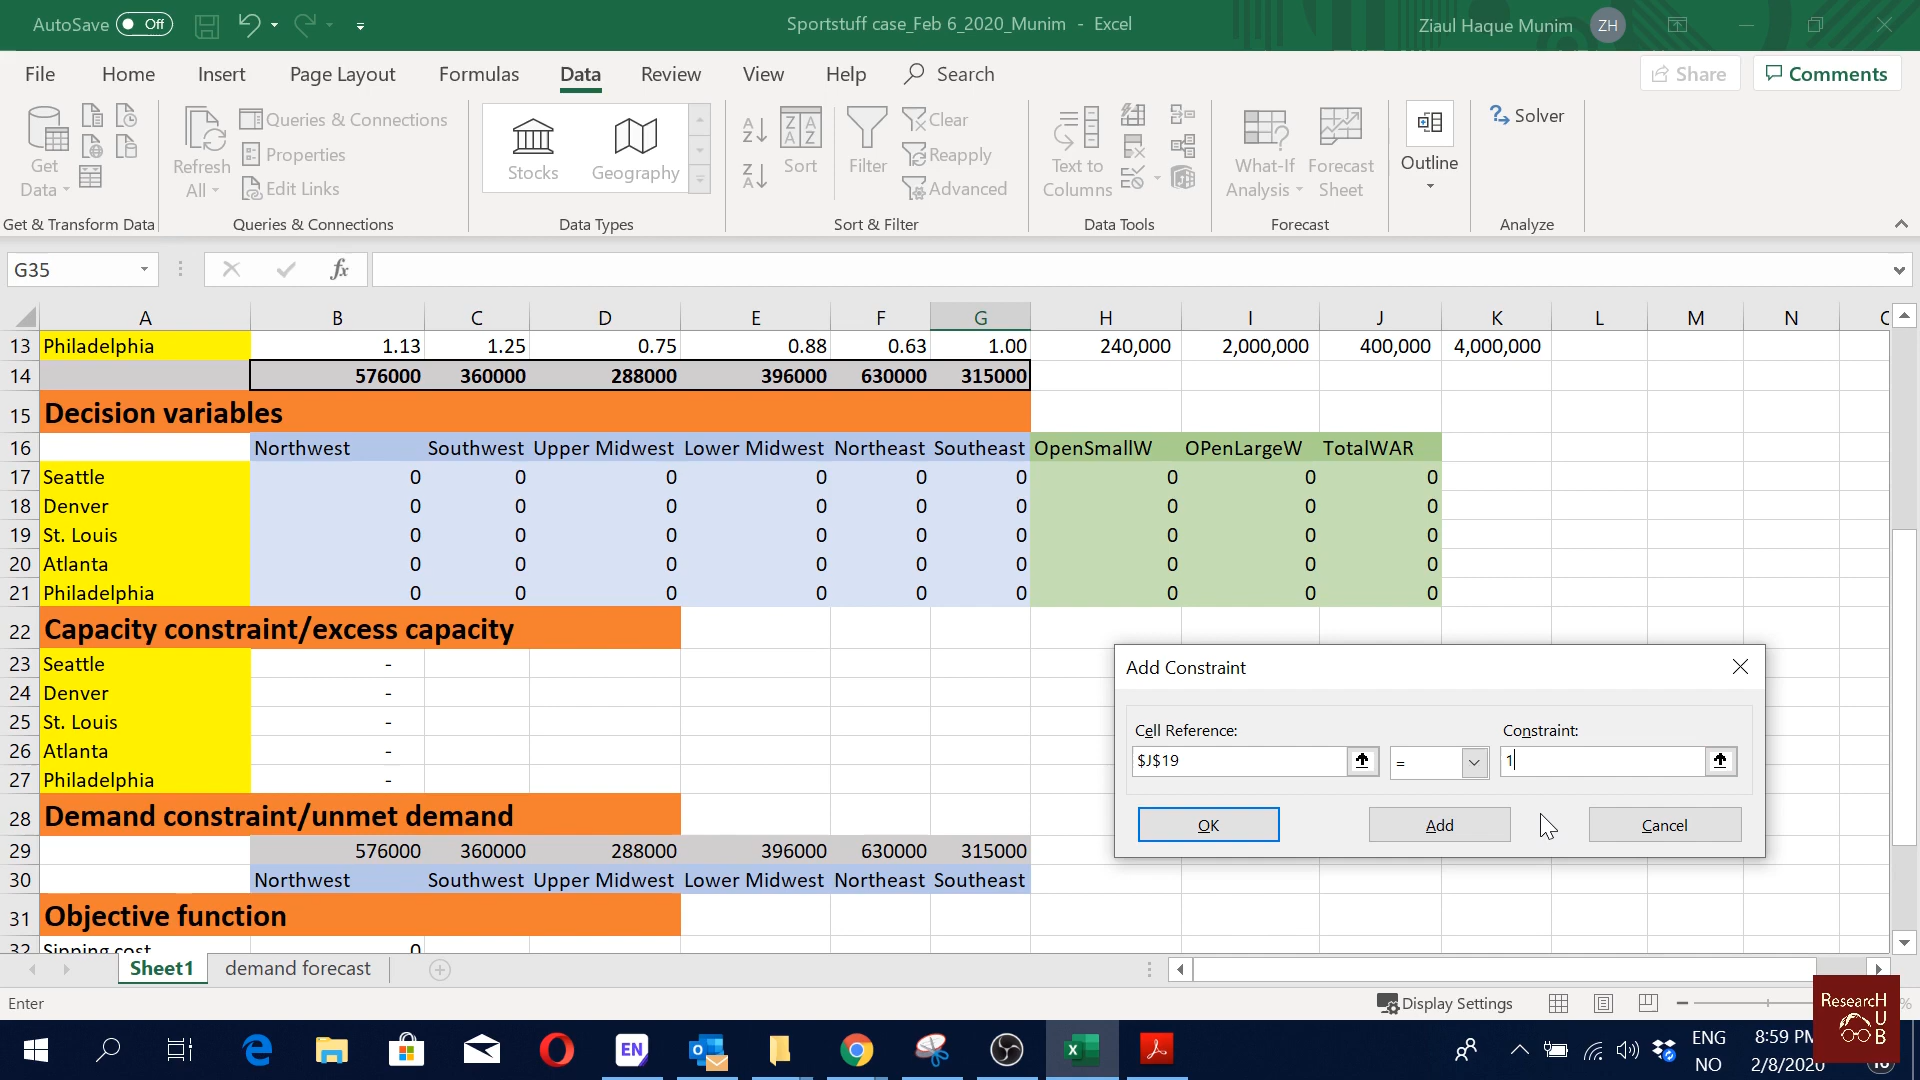 AutoSave Off
Sportstuff case_Feb 6_2020_Munim - Excel
Ziaul Haque Munim ZH
File Home Insert Page Layout Formulas Data Review View Help Search Share Comments
Get Data
Refresh All
Queries & Connections
Properties
Edit Links
Stocks Geography
Sort
Filter
Clear
Reapply
Advanced
Text to Columns
What-If Analysis
Forecast Sheet
Outline
Solver
Get & Transform Data Queries & Connections Data Types Sort & Filter Data Tools Forecast Analyze
G35 fx
A B C D E F G H I J K L M N
13 Philadelphia 1.13 1.25 0.75 0.88 0.63 1.00 240,000 2,000,000 400,000 4,000,000
14 576000 360000 288000 396000 630000 315000
15 Decision variables
16 Northwest Southwest Upper Midwest Lower Midwest Northeast Southeast OpenSmallW OPenLargeW TotalWAR
17 Seattle 0 0 0 0 0 0 0 0 0
18 Denver 0 0 0 0 0 0 0 0 0
19 St. Louis 0 0 0 0 0 0 0 0 0
20 Atlanta 0 0 0 0 0 0 0 0 0
21 Philadelphia 0 0 0 0 0 0 0 0 0
22 Capacity constraint/excess capacity
23 Seattle -
24 Denver -
25 St. Louis -
26 Atlanta -
27 Philadelphia -
28 Demand constraint/unmet demand
29 576000 360000 288000 396000 630000 315000
30 Northwest Southwest Upper Midwest Lower Midwest Northeast Southeast
31 Objective function
32 Sipping cost 0
Add Constraint
Cell Reference: Constraint:
$J$19 = 1
OK Add Cancel
Sheet1 demand forecast
Enter Display Settings
ResearcH
U
B
EN
ENG
NO
8:59 PM
2/8/2020